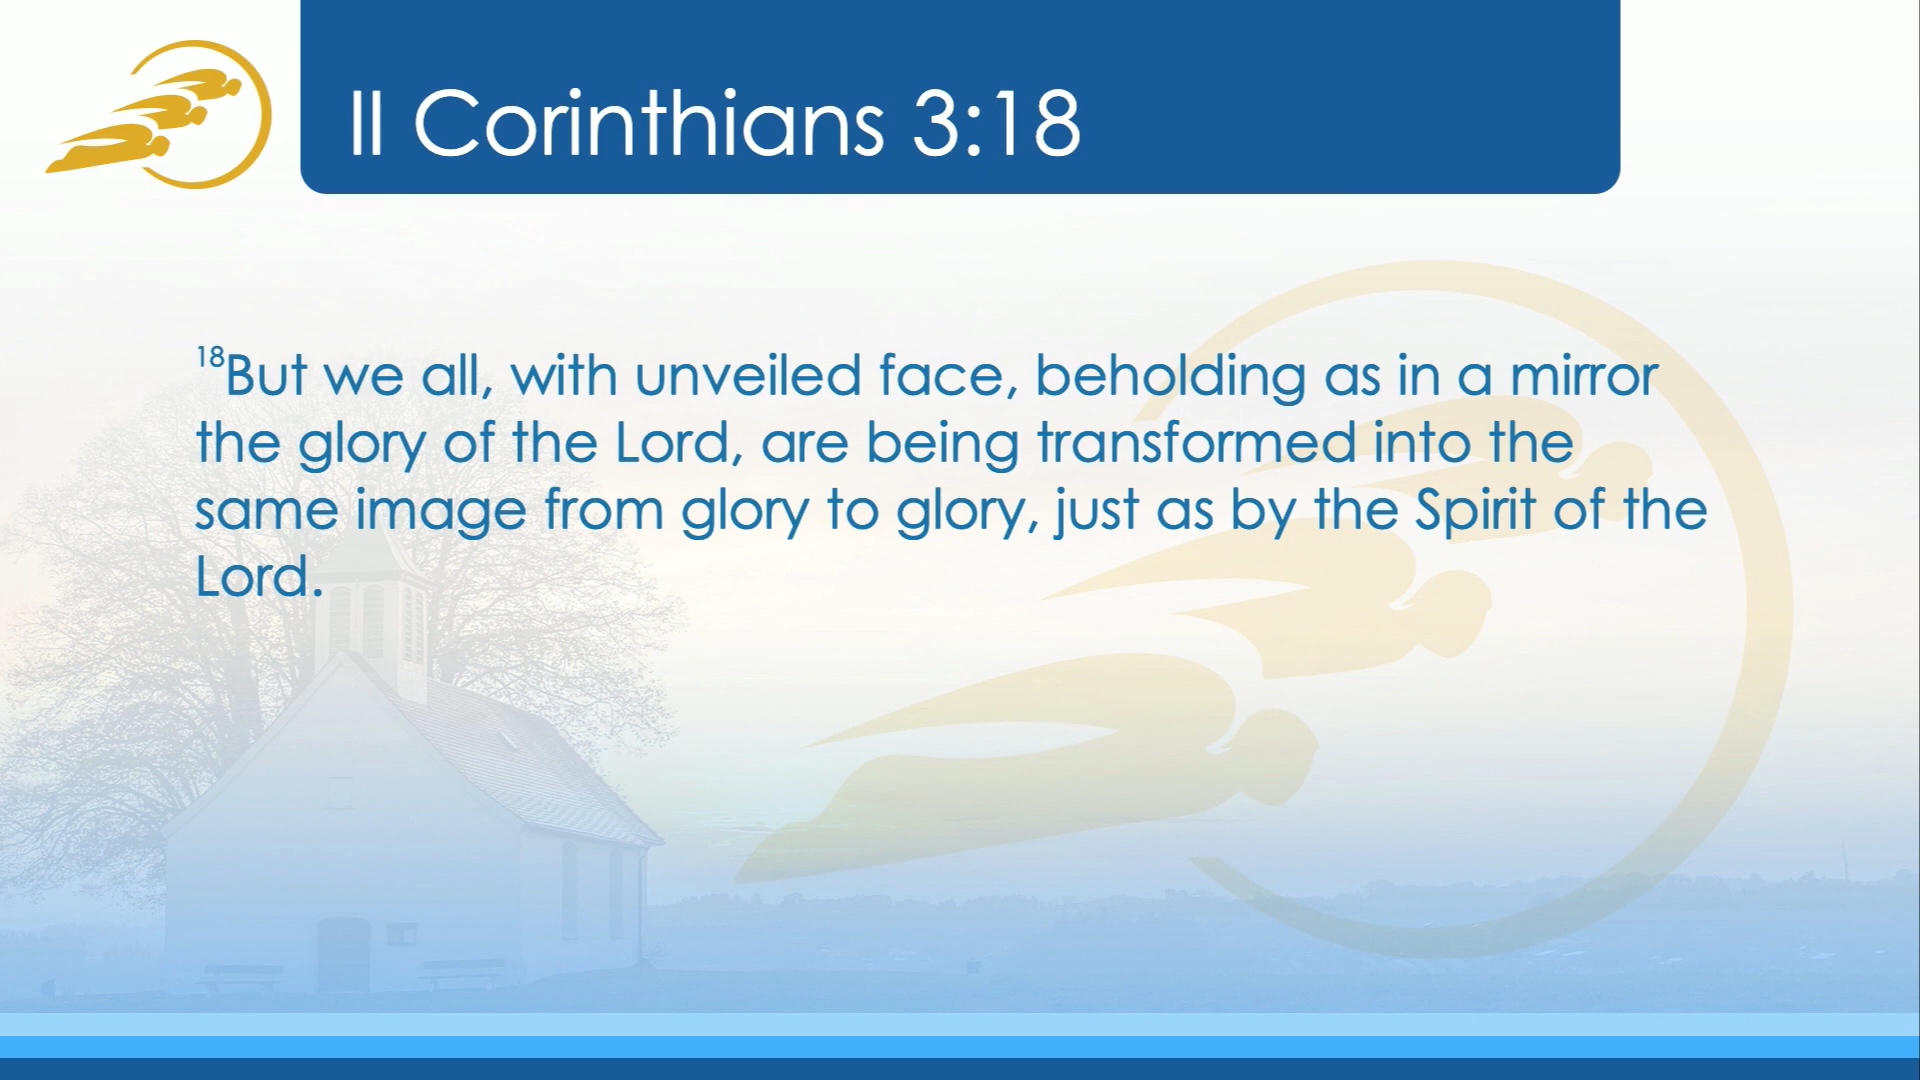 II Corinthians 3:18
18But we all, with unveiled face, beholding as in a mirror
the glory of the Lord, are being transformed into the
same image from glory to glory, just as by the Spirit of the
Lord.